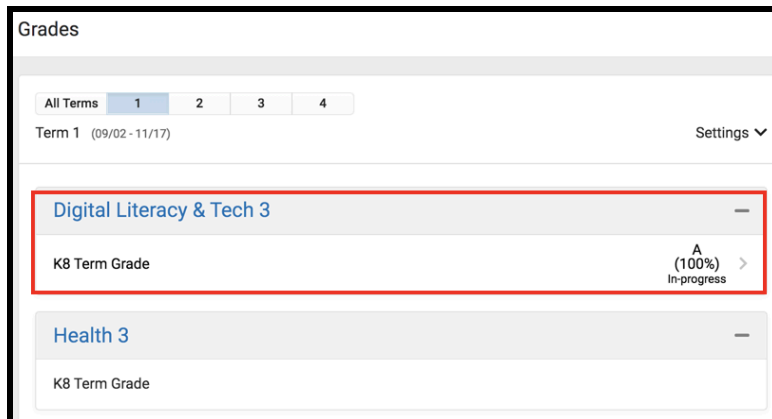 Grades
All Terms 1 2 3 4
Term 1 (09/02 - 11/17)
Settings
Digital Literacy & Tech 3
K8 Term Grade
A
(100%)
In-progress
Health 3
K8 Term Grade